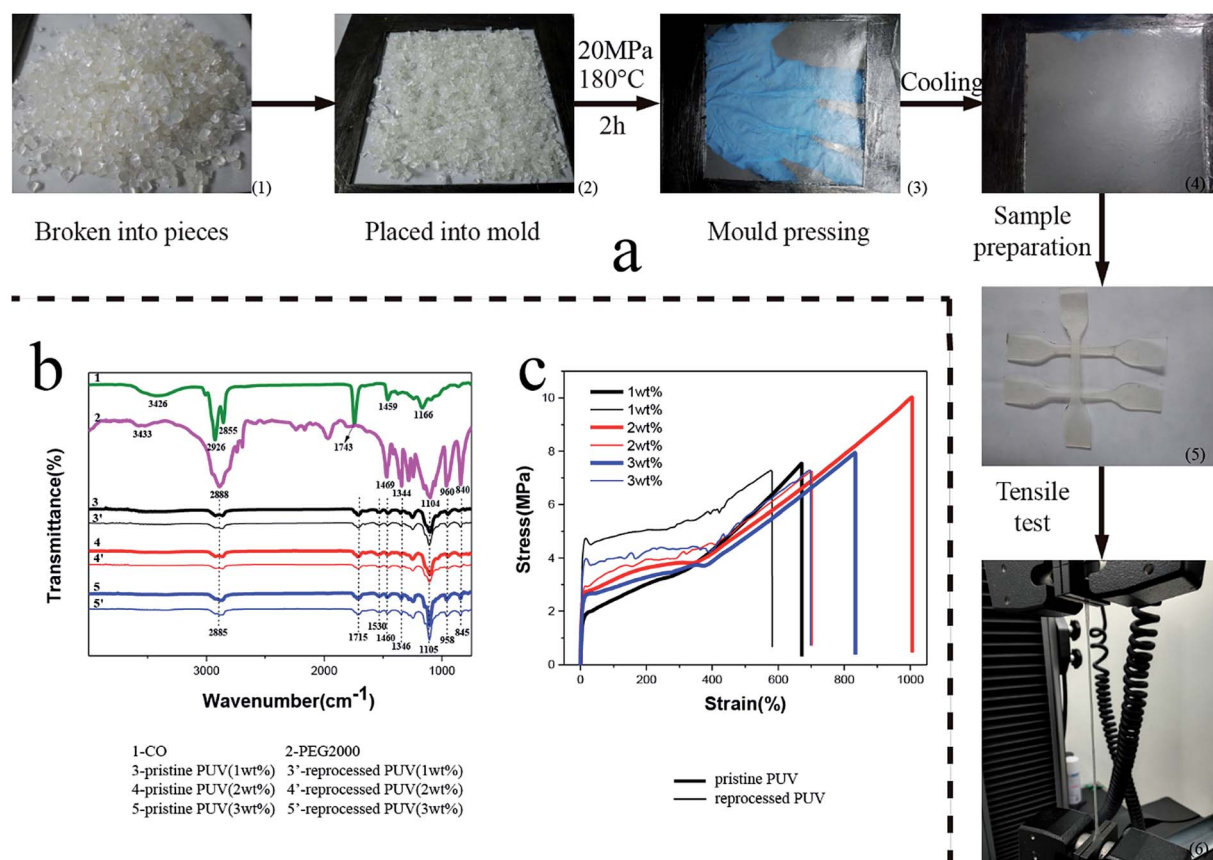 20MPa
180°C
2h
Cooling
(1)
(2)
(3)
(4)
Broken into pieces
Placed into mold
Mould pressing
Sample
preparation
a
(5)
Tensile
test
(6)
b
1
2
3
3'
4
4'
5
5'
3426
3433
2926
2855
2888
1743
1459
1166
1469
1344
1104
960
840
2885
1715
1530
1460
1346
1105
958
845
Transmittance(%)
3000
2000
1000
Wavenumber(cm-1)
1-CO
2-PEG2000
3-pristine PUV(1wt%)
3’-reprocessed PUV(1wt%)
4-pristine PUV(2wt%)
4’-reprocessed PUV(2wt%)
5-pristine PUV(3wt%)
5’-reprocessed PUV(3wt%)
c
1wt%
1wt%
2wt%
2wt%
3wt%
3wt%
10
8
6
4
2
0
Stress(MPa)
0
200
400
600
800
1000
Strain(%)
pristine PUV
reprocessed PUV